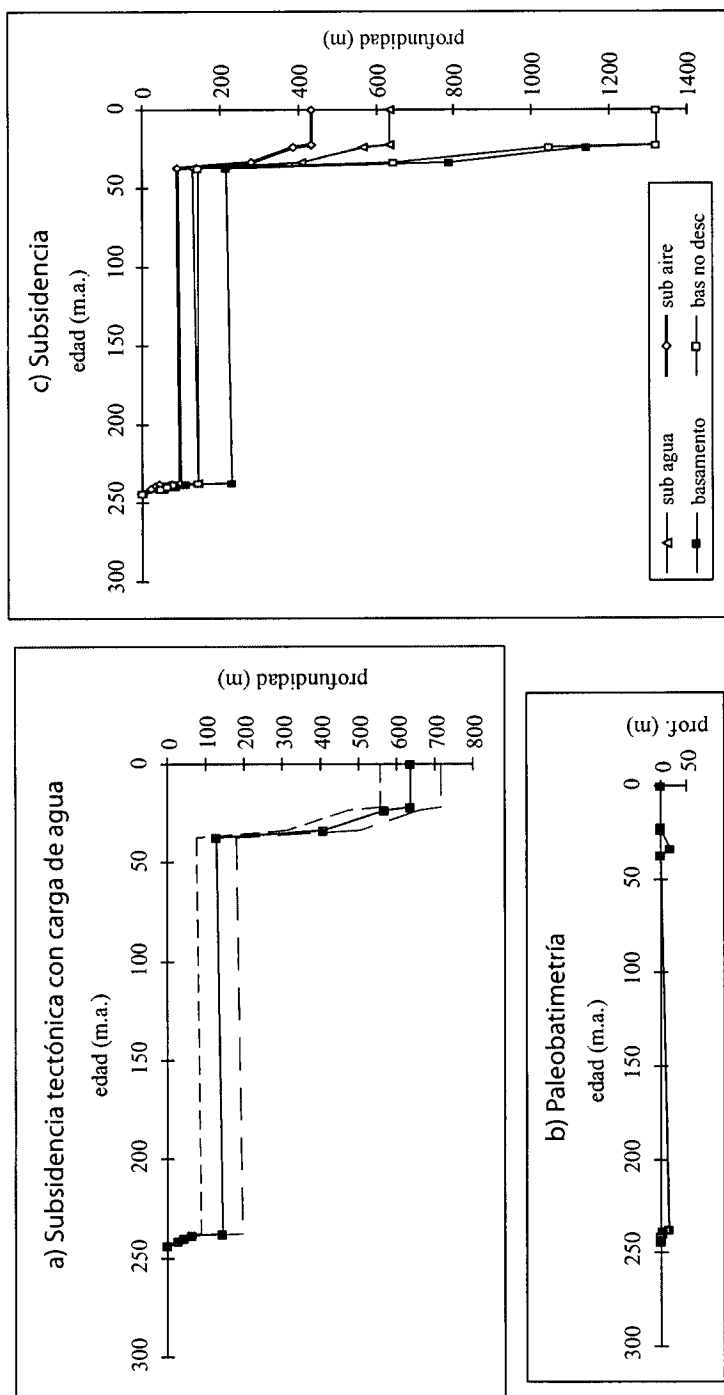 a) Subsidencia tectónica con carga de agua
edad (m.a.)
300 250 200 150 100 50 0
0
100
200
300
400
500
600
700
800
profundidad (m)
b) Paleobatimetría
edad (m.a.)
300 250 200 150 100 50 0
0
50
prof. (m)
c) Subsidencia
edad (m.a.)
300 250 200 150 100 50 0
0
200
400
600
800
1000
1200
1400
profundidad (m)
sub agua
sub aire
basamento
bas no desc